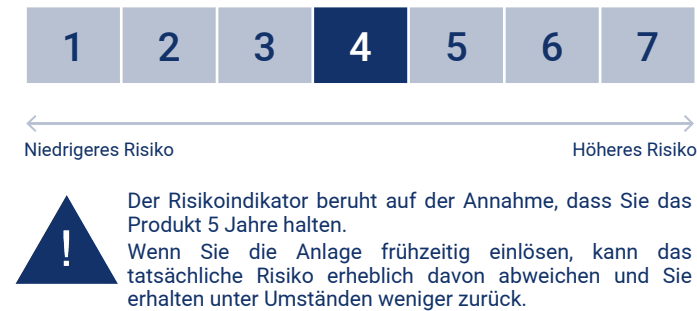 1 2 3 4 5 6 7
Niedrigeres Risiko Höheres Risiko
Der Risikoindikator beruht auf der Annahme, dass Sie das
Produkt 5 Jahre halten.
!
Wenn Sie die Anlage frühzeitig einlösen, kann das
tatsächliche Risiko erheblich davon abweichen und Sie
erhalten unter Umständen weniger zurück.